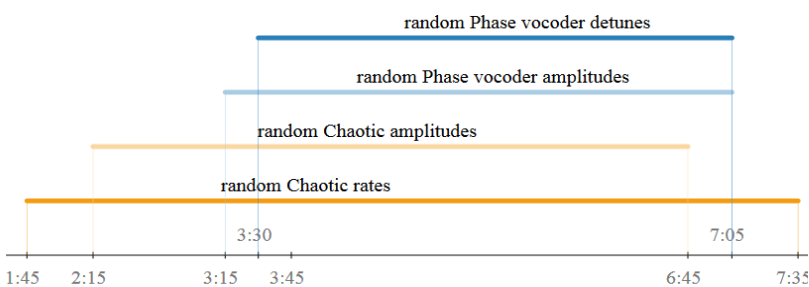 random Phase vocoder detunes
random Phase vocoder amplitudes
random Chaotic amplitudes
random Chaotic rates
3:30 7:05
1:45 2:15 3:15 3:45 6:45 7:35